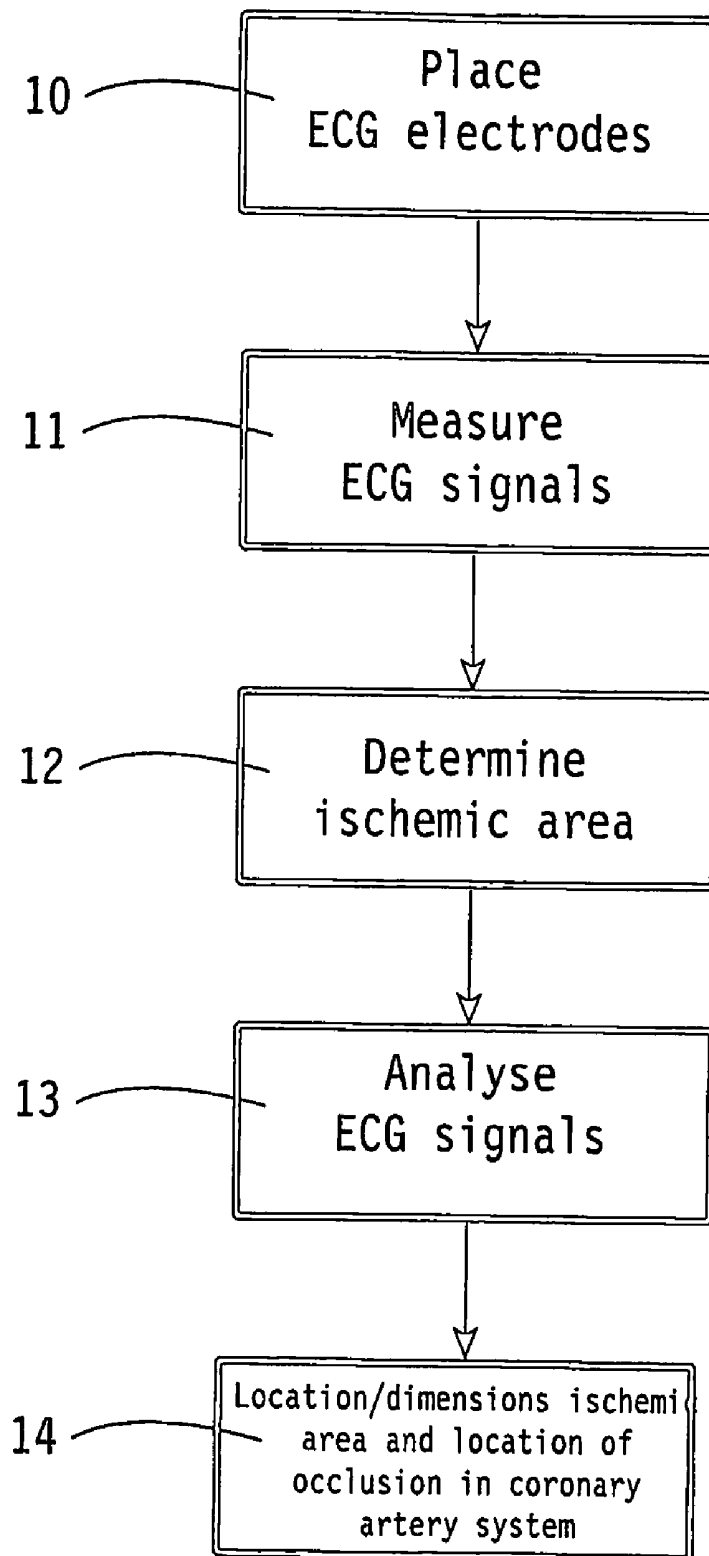 10
Place
ECG electrodes
11
Measure
ECG signals
12
Determine
ischemic area
13
Analyse
ECG signals
14
Location/dimensions ischemi
area and location of
occlusion in coronary
artery system